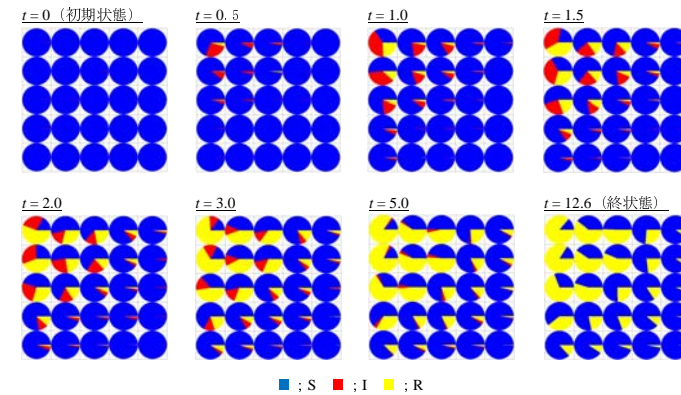 t = 0（初期状態）
t = 0. 5
t = 1.0
t = 1.5
t = 2.0
t = 3.0
t = 5.0
t = 12.6（終状態）
; S ; I ; R